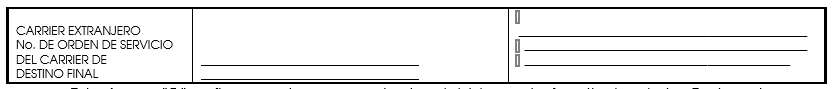 CARRIER EXTRANJERO
No. DE ORDEN DE SERVICIO
DEL CARRIER DE
DESTINO FINAL